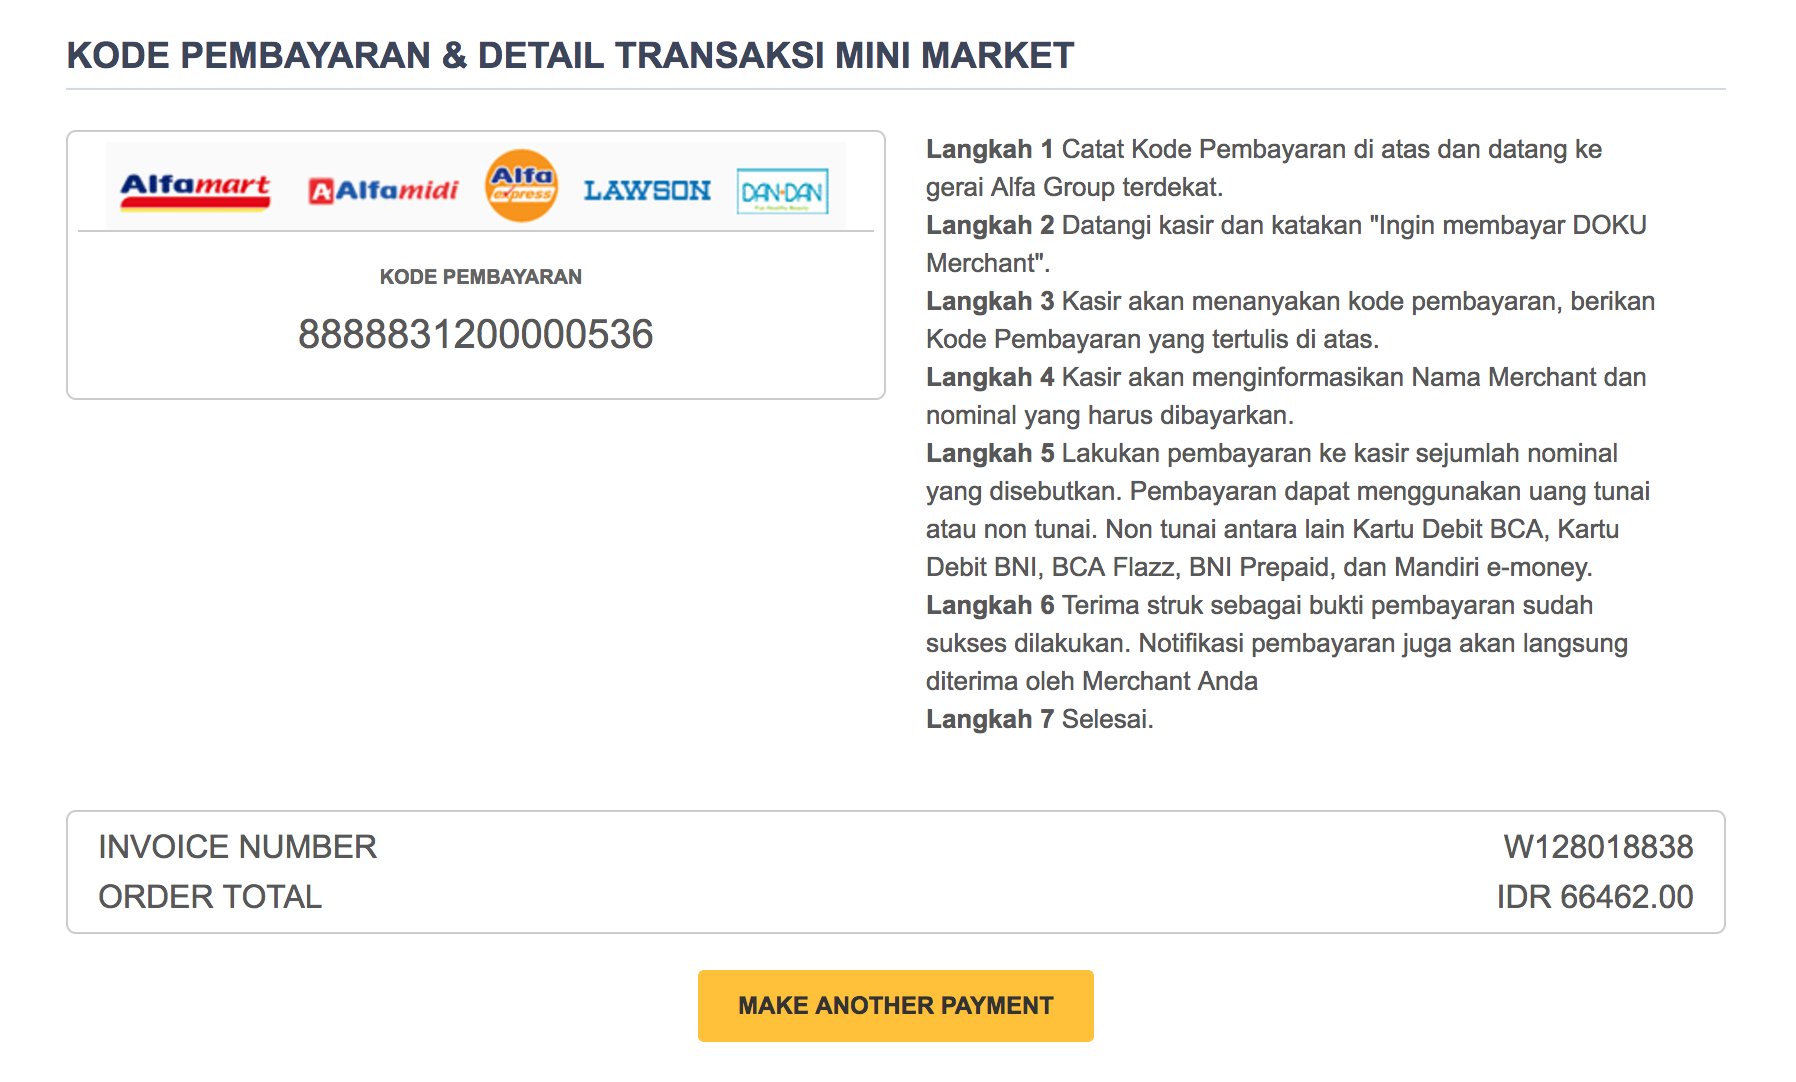 KODE PEMBAYARAN & DETAIL TRANSAKSI MINI MARKET
Alfamart Alfamidi Alfa express LAWSON DAN+DAN
For Healthy Beauty
KODE PEMBAYARAN
8888831200000536
Langkah 1 Catat Kode Pembayaran di atas dan datang ke
gerai Alfa Group terdekat.
Langkah 2 Datangi kasir dan katakan "Ingin membayar DOKU
Merchant".
Langkah 3 Kasir akan menanyakan kode pembayaran, berikan
Kode Pembayaran yang tertulis di atas.
Langkah 4 Kasir akan menginformasikan Nama Merchant dan
nominal yang harus dibayarkan.
Langkah 5 Lakukan pembayaran ke kasir sejumlah nominal
yang disebutkan. Pembayaran dapat menggunakan uang tunai
atau non tunai. Non tunai antara lain Kartu Debit BCA, Kartu
Debit BNI, BCA Flazz, BNI Prepaid, dan Mandiri e-money.
Langkah 6 Terima struk sebagai bukti pembayaran sudah
sukses dilakukan. Notifikasi pembayaran juga akan langsung
diterima oleh Merchant Anda
Langkah 7 Selesai.
INVOICE NUMBER W128018838
ORDER TOTAL IDR 66462.00
MAKE ANOTHER PAYMENT